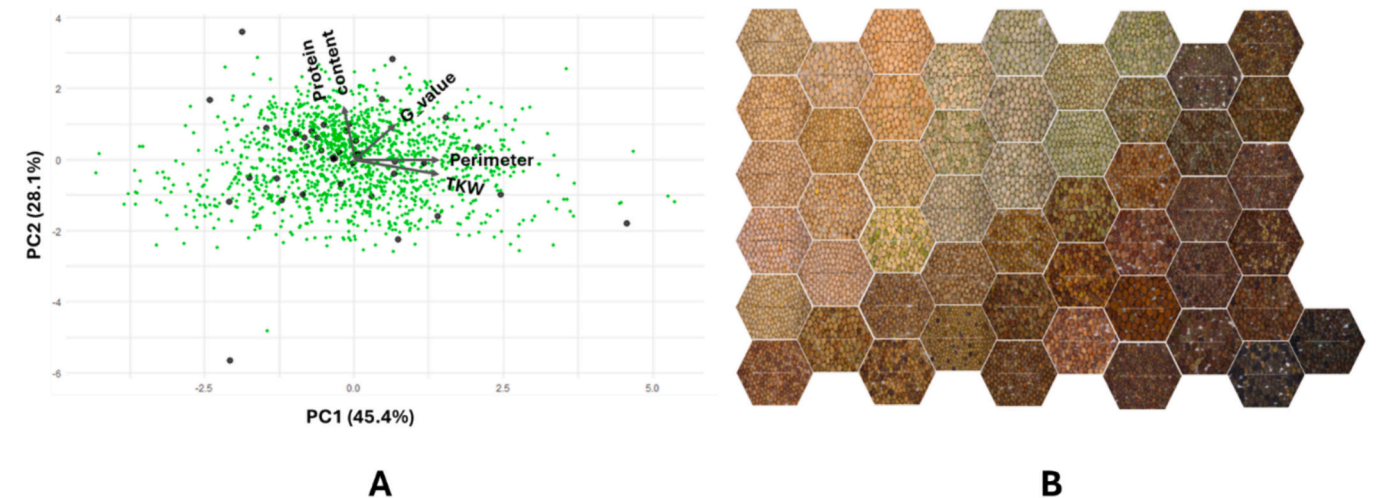 4
2
0
-2
-4
-6
PC2 (28.1%)
Protein
content
G_value
Perimeter
TKW
-2.5
0.0
2.5
5.0
PC1 (45.4%)
A
B